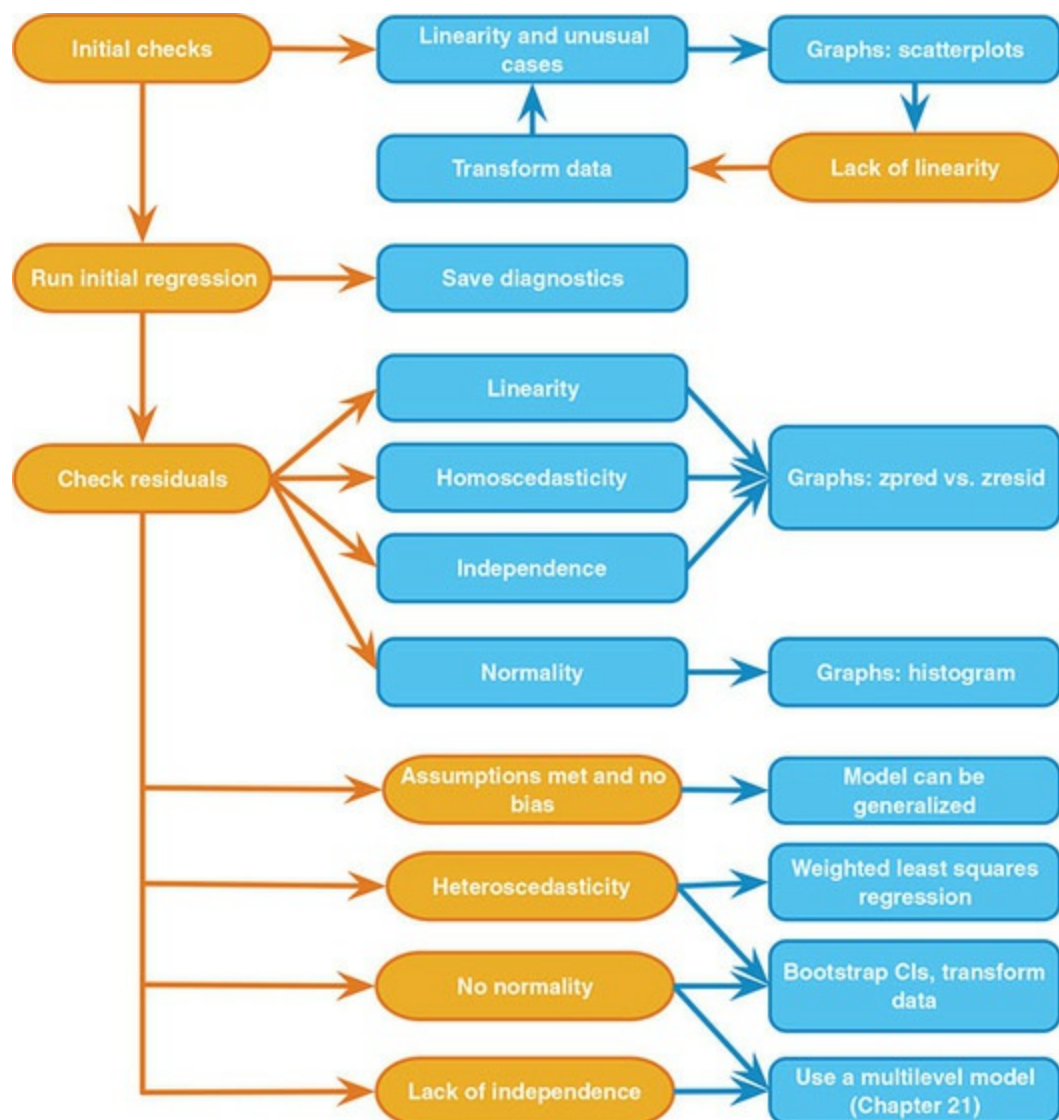 Initial checks
Linearity and unusual
cases
Graphs: scatterplots
Transform data
Lack of linearity
Run initial regression
Save diagnostics
Linearity
Check residuals
Homoscedasticity
Graphs: zpred vs. zresid
Independence
Normality
Graphs: histogram
Assumptions met and no
bias
Model can be
generalized
Heteroscedasticity
Weighted least squares
regression
No normality
Bootstrap CIs, transform
data
Lack of independence
Use a multilevel model
(Chapter 21)